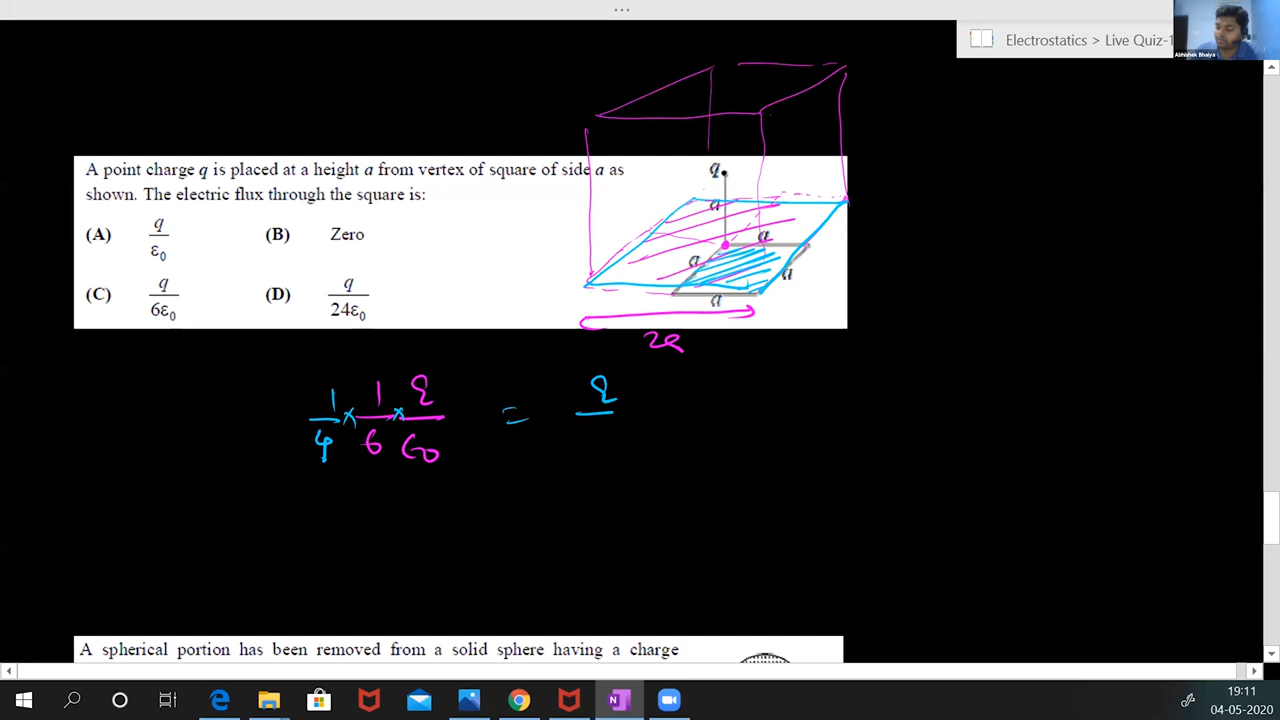 Electrostatics > Live Quiz-1
Abhishek Bhaiya
A point charge q is placed at a height a from vertex of square of side a as
shown. The electric flux through the square is:
(A) q/ε0 (B) Zero
(C) q/6ε0 (D) q/24ε0
q
a
a
a
a
a
2a
1/4 × 1/6 × q/ε0 = q
A spherical portion has been removed from a solid sphere having a charge
19:11
04-05-2020